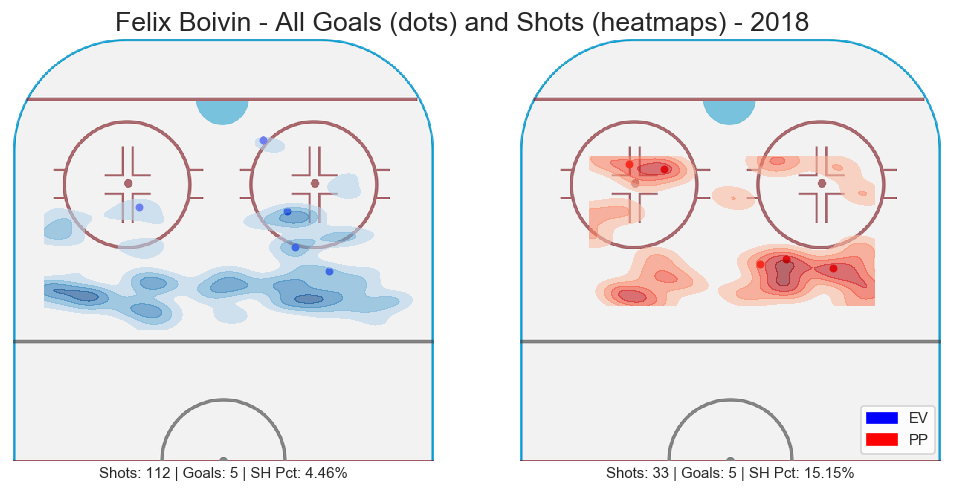 Felix Boivin - All Goals (dots) and Shots (heatmaps) - 2018
EV
PP
Shots: 112 | Goals: 5 | SH Pct: 4.46%
Shots: 33 | Goals: 5 | SH Pct: 15.15%